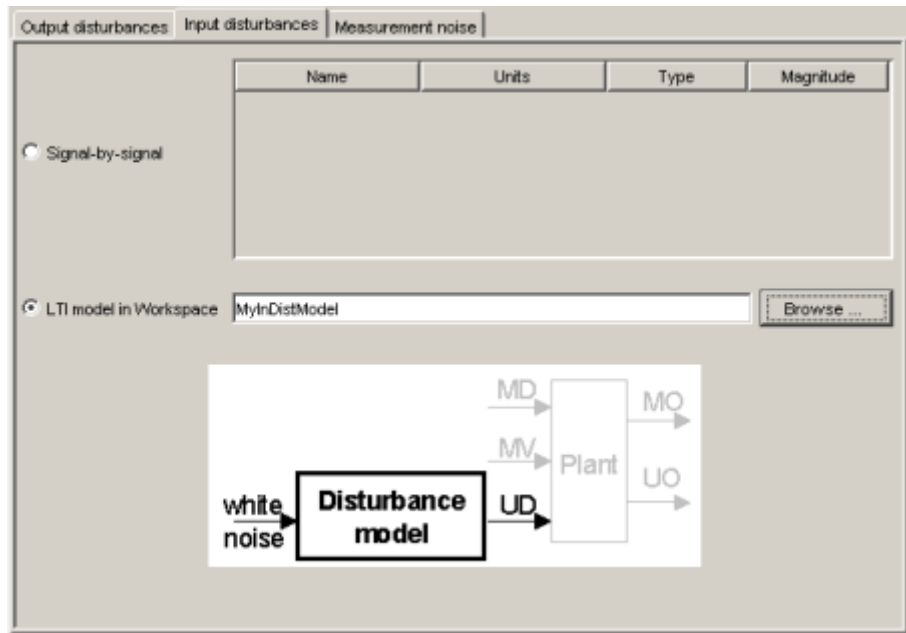 Output disturbances Input disturbances Measurement noise
Name Units Type Magnitude
Signal-by-signal
LTI model in Workspace MyInDistModel Browse ...
MD
MO
MV
Plant
UO
white noise
Disturbance model
UD